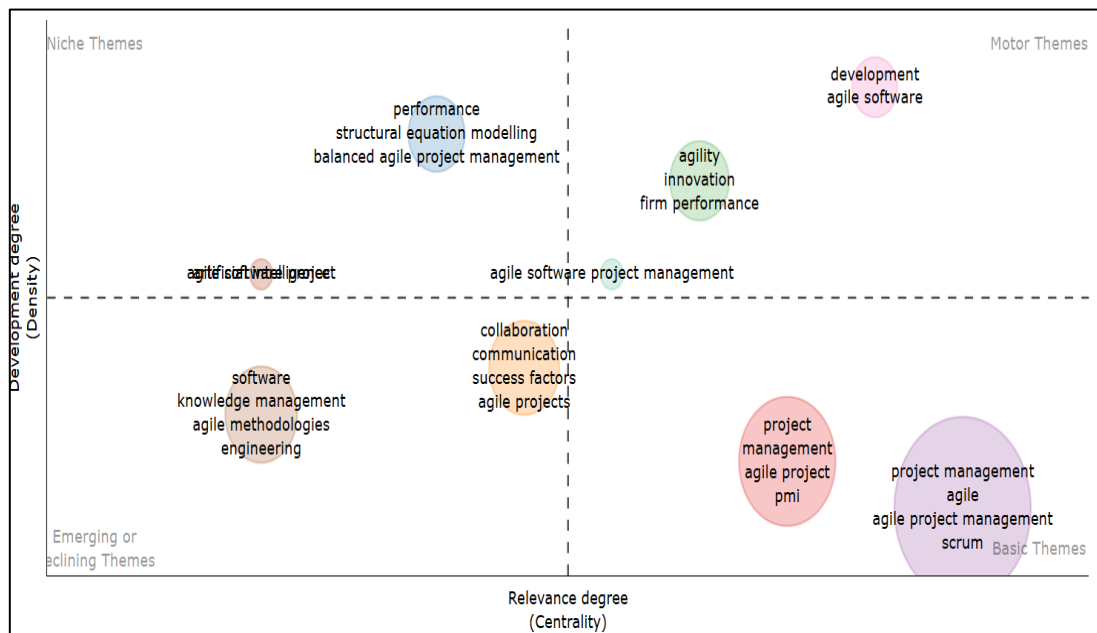 Niche Themes
Motor Themes
development
agile software
performance
structural equation modelling
balanced agile project management
agility
innovation
firm performance
agile software project management
Development degree
(Density)
collaboration
communication
success factors
agile projects
software
knowledge management
agile methodologies
engineering
project
management
agile project
pmi
project management
agile
agile project management
scrum
Emerging or
eclining Themes
Basic Themes
Relevance degree
(Centrality)